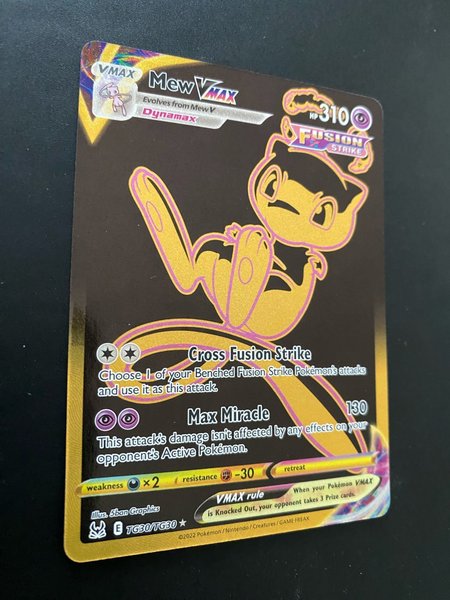 VMAX
Mew VMAX
HP 310
Evolves from Mew V
Dynamax
FUSION
STRIKE
Cross Fusion Strike
Choose 1 of your Benched Fusion Strike Pokémon's attacks
and use it as this attack.
Max Miracle 130
This attack's damage isn't affected by any effects on your
opponent's Active Pokémon.
weakness ×2 resistance -30 retreat
VMAX rule When your Pokémon VMAX
is Knocked Out, your opponent takes 3 Prize cards.
Illus. 5ban Graphics
E TG30/TG30 ★
©2022 Pokémon / Nintendo / Creatures / GAME FREAK